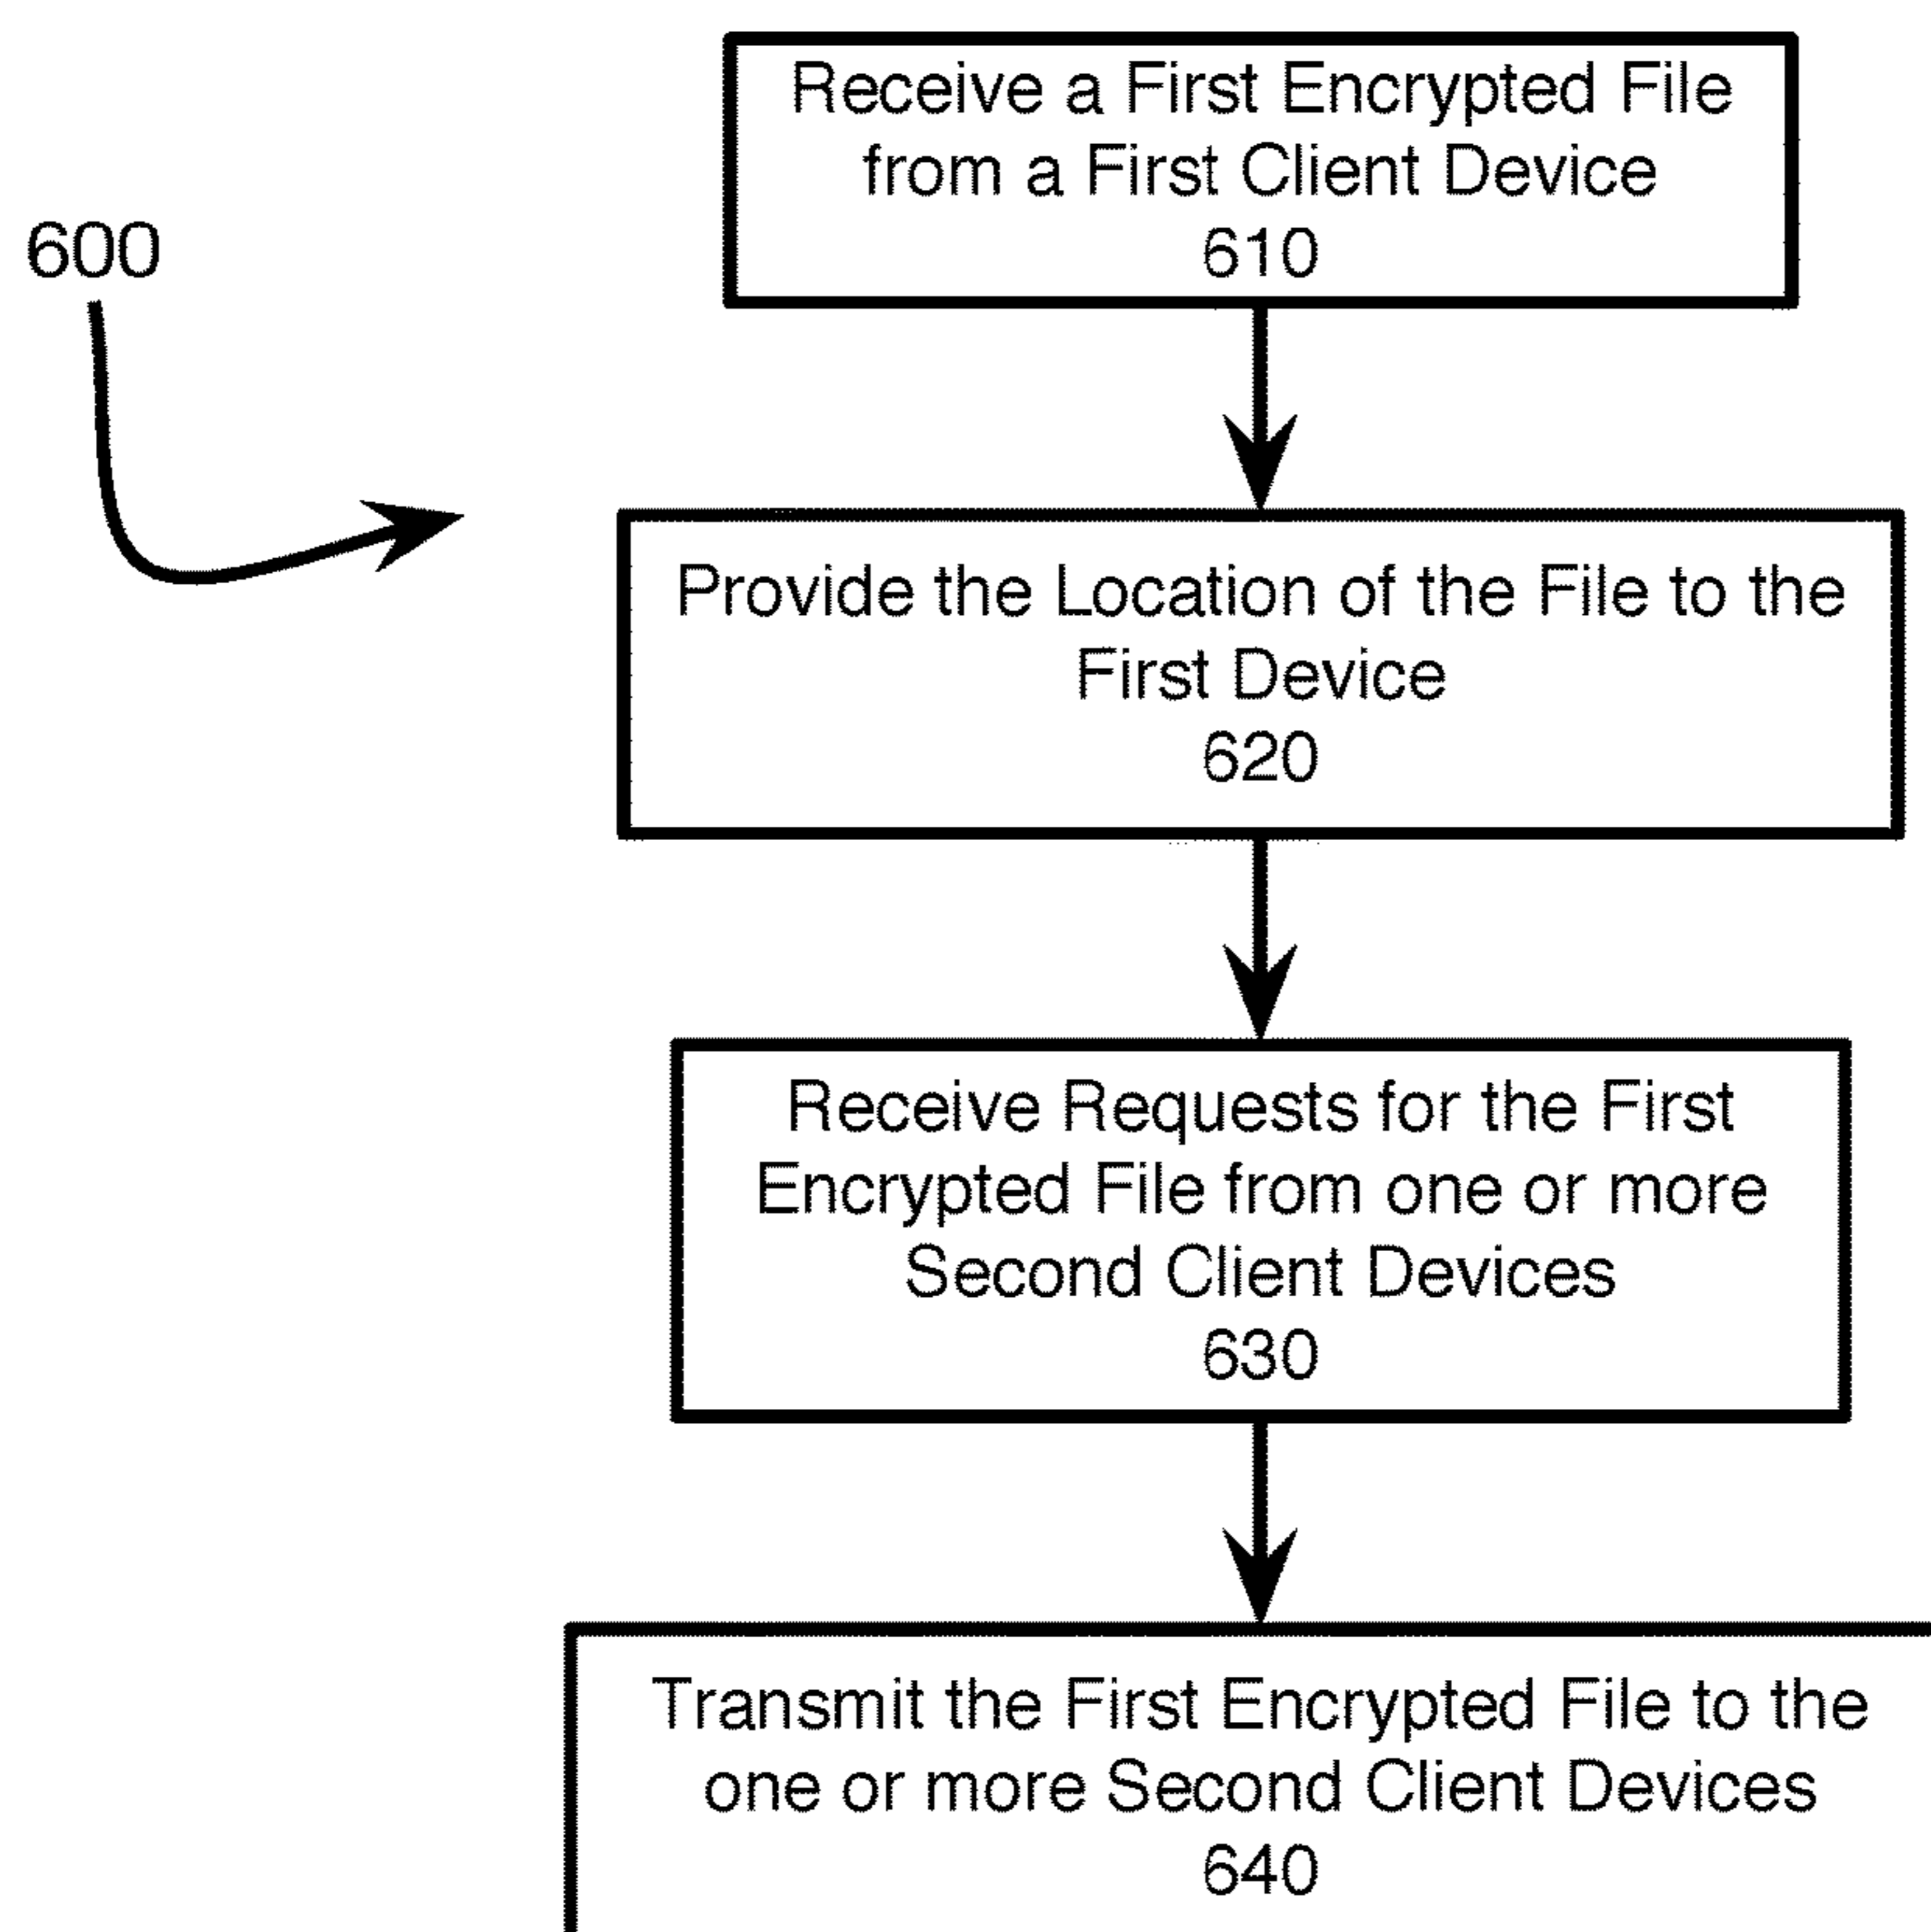 Receive a First Encrypted File
from a First Client Device
610
600
Provide the Location of the File to the
First Device
620
Receive Requests for the First
Encrypted File from one or more
Second Client Devices
630
Transmit the First Encrypted File to the
one or more Second Client Devices
640